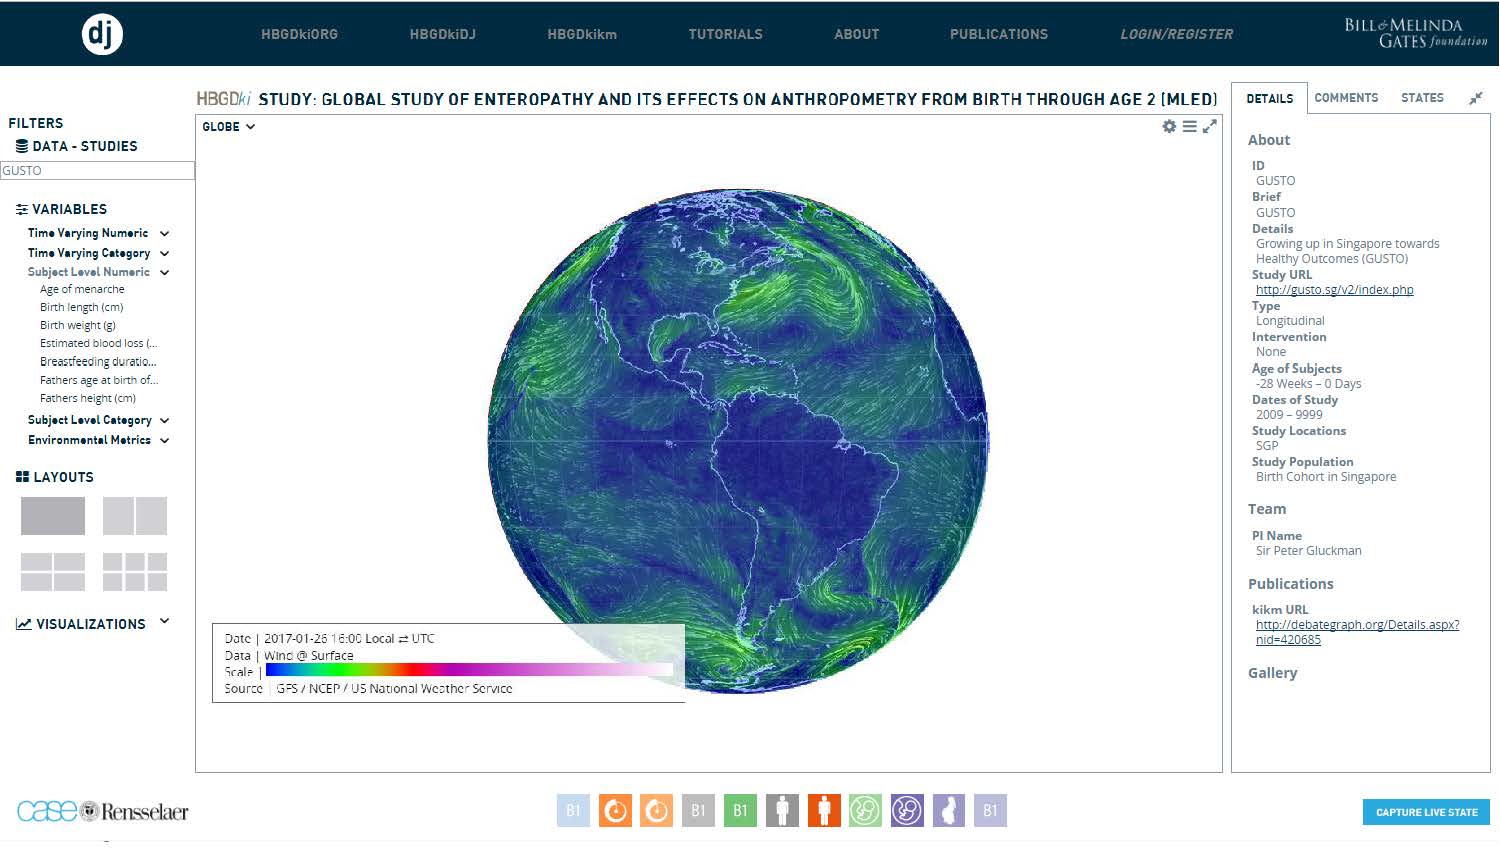 dj
HBGDkiORG
HBGDkiDJ
HBGDkikm
TUTORIALS
ABOUT
PUBLICATIONS
LOGIN/REGISTER
BILL & MELINDA
GATES foundation
HBGDki STUDY: GLOBAL STUDY OF ENTEROPATHY AND ITS EFFECTS ON ANTHROPOMETRY FROM BIRTH THROUGH AGE 2 (MLED)
FILTERS
DATA - STUDIES
GUSTO
VARIABLES
Time Varying Numeric
Time Varying Category
Subject Level Numeric
Age of menarche
Birth length (cm)
Birth weight (g)
Estimated blood loss (...
Breastfeeding duratio...
Fathers age at birth of...
Fathers height (cm)
Subject Level Category
Environmental Metrics
LAYOUTS
VISUALIZATIONS
GLOBE
Date | 2017-01-26 16:00 Local ⇄ UTC
Data | Wind @ Surface
Scale |
Source | GFS / NCEP / US National Weather Service
DETAILS
COMMENTS
STATES
About
ID
GUSTO
Brief
GUSTO
Details
Growing up in Singapore towards
Healthy Outcomes (GUSTO)
Study URL
http://gusto.sg/v2/index.php
Type
Longitudinal
Intervention
None
Age of Subjects
-28 Weeks – 0 Days
Dates of Study
2009 – 9999
Study Locations
SGP
Study Population
Birth Cohort in Singapore
Team
PI Name
Sir Peter Gluckman
Publications
kikm URL
http://debategraph.org/Details.aspx?
nid=420685
Gallery
case Rensselaer
B1
B1
B1
B1
CAPTURE LIVE STATE